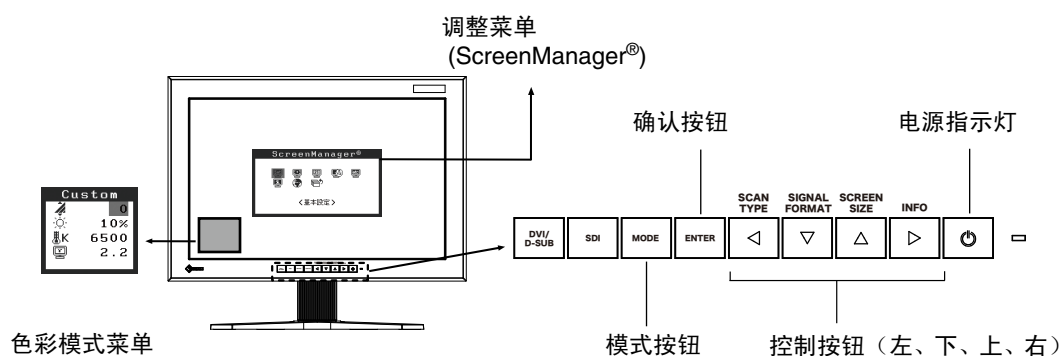 调整菜单
(ScreenManager®)
确认按钮
电源指示灯
ScreenManager®
<基本設定>
Custom
0
10%
K 6500
2.2
SCAN TYPE
SIGNAL FORMAT
SCREEN SIZE
INFO
DVI/ D-SUB
SDI
MODE
ENTER
色彩模式菜单
模式按钮
控制按钮（左、下、上、右）